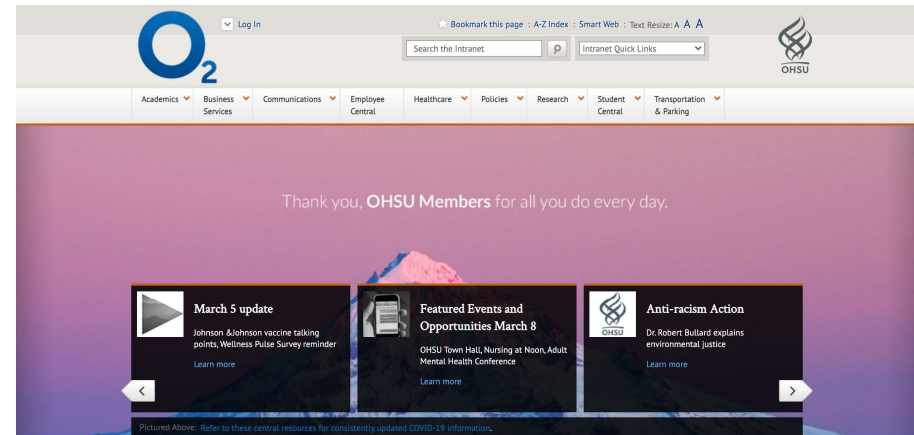 Log In
Bookmark this page : A-Z Index : Smart Web : Text Resize: A A A
O2
Search the Intranet
Intranet Quick Links
OHSU
Academics
Business Services
Communications
Employee Central
Healthcare
Policies
Research
Student Central
Transportation & Parking
Thank you, OHSU Members for all you do every day.
March 5 update
Johnson &Johnson vaccine talking
points, Wellness Pulse Survey reminder
Learn more
Featured Events and
Opportunities March 8
OHSU Town Hall, Nursing at Noon, Adult
Mental Health Conference
Learn more
OHSU
Anti-racism Action
Dr. Robert Bullard explains
environmental justice
Learn more
Pictured Above: Refer to these central resources for consistently updated COVID-19 information.